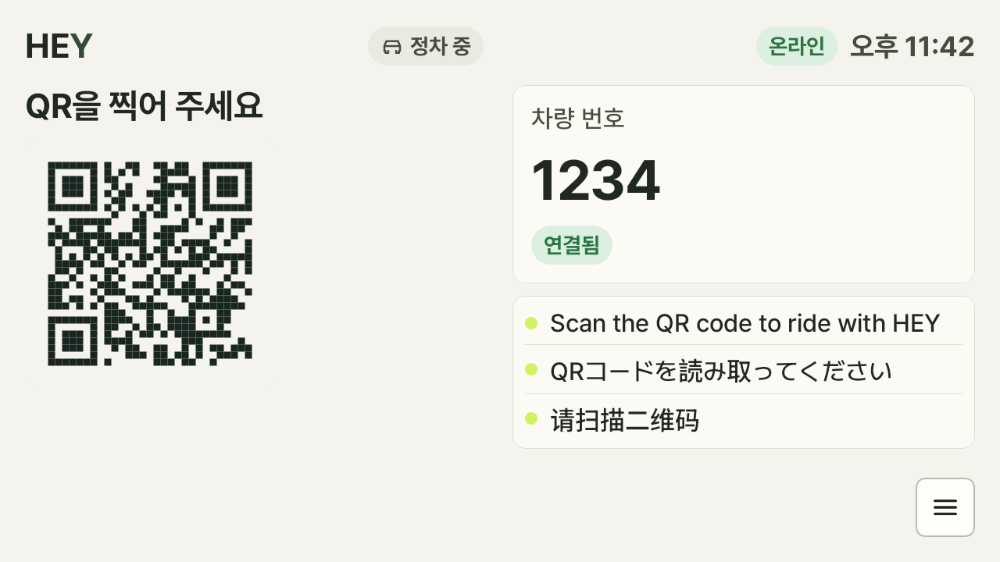 HEY
정차 중
온라인
오후 11:42
QR을 찍어 주세요
차량 번호
1234
연결됨
Scan the QR code to ride with HEY
QRコードを読み取ってください
请扫描二维码